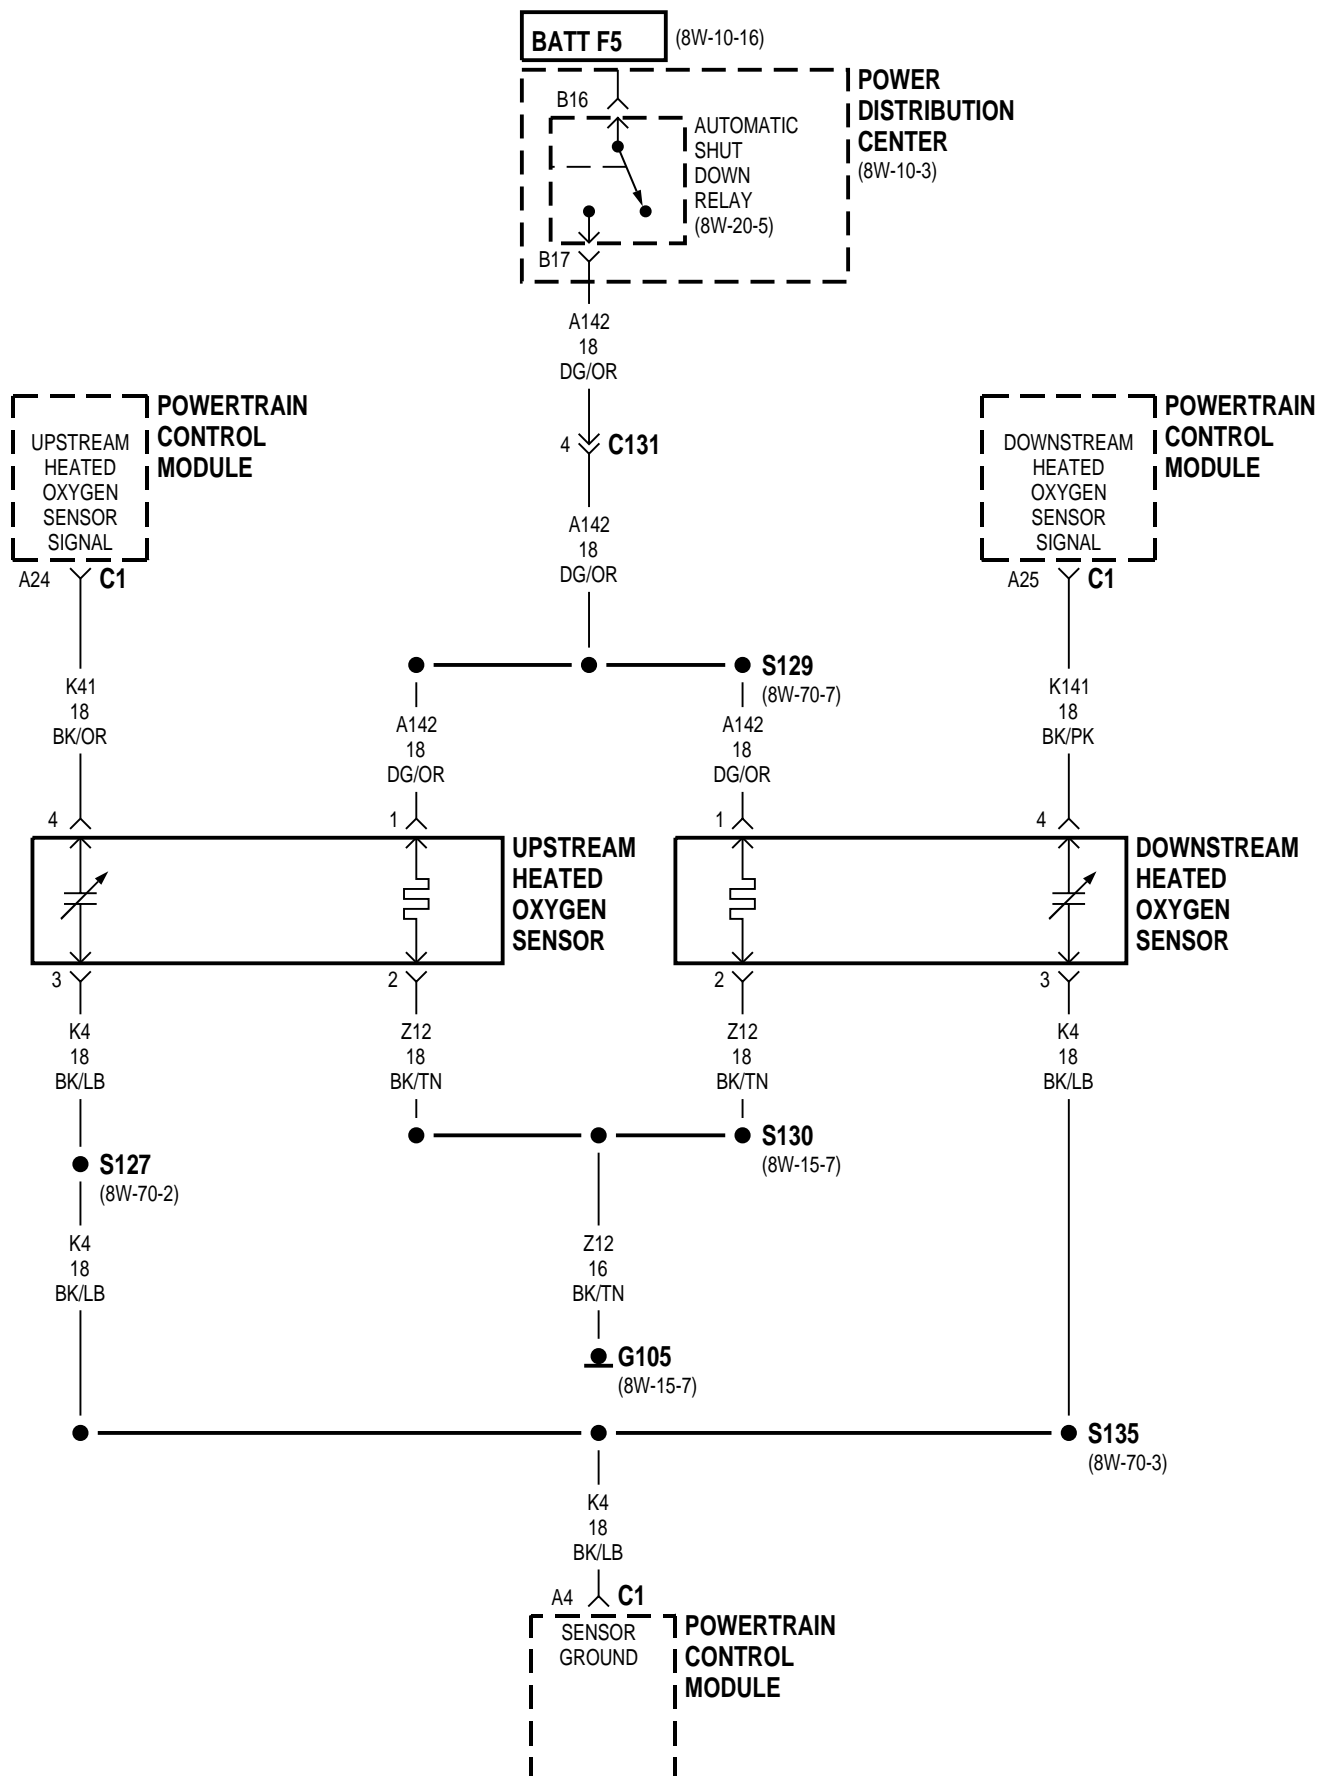 BATT F5
(8W-10-16)
B16
AUTOMATIC
SHUT
DOWN
RELAY
(8W-20-5)
B17
POWER
DISTRIBUTION
CENTER
(8W-10-3)
A142
18
DG/OR
4
C131
A142
18
DG/OR
UPSTREAM
HEATED
OXYGEN
SENSOR
SIGNAL
POWERTRAIN
CONTROL
MODULE
A24
C1
DOWNSTREAM
HEATED
OXYGEN
SENSOR
SIGNAL
POWERTRAIN
CONTROL
MODULE
A25
C1
S129
(8W-70-7)
K41
18
BK/OR
A142
18
DG/OR
A142
18
DG/OR
K141
18
BK/PK
4
1
1
4
UPSTREAM
HEATED
OXYGEN
SENSOR
DOWNSTREAM
HEATED
OXYGEN
SENSOR
3
2
2
3
K4
18
BK/LB
Z12
18
BK/TN
Z12
18
BK/TN
K4
18
BK/LB
S130
(8W-15-7)
S127
(8W-70-2)
K4
18
BK/LB
Z12
16
BK/TN
G105
(8W-15-7)
S135
(8W-70-3)
K4
18
BK/LB
A4
C1
SENSOR
GROUND
POWERTRAIN
CONTROL
MODULE